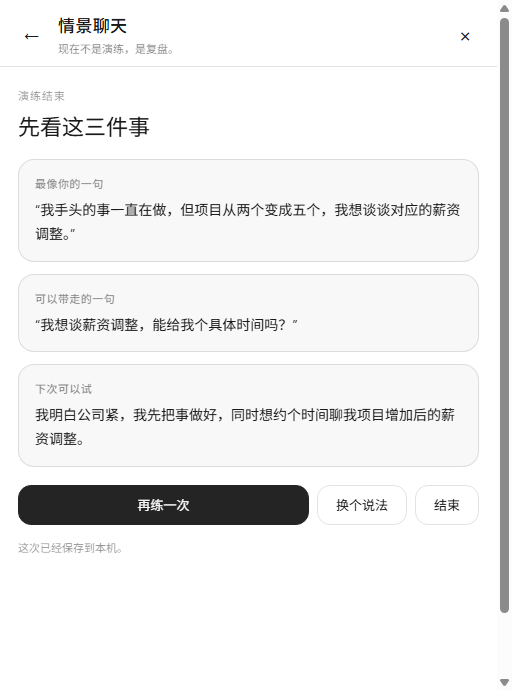 ← 情景聊天 ×
现在不是演练，是复盘。
演练结束
先看这三件事
最像你的一句
“我手头的事一直在做，但项目从两个变成五个，我想谈谈对应的薪资
调整。”
可以带走的一句
“我想谈薪资调整，能给我个具体时间吗？”
下次可以试
我明白公司紧，我先把事做好，同时想约个时间聊我项目增加后的薪
资调整。
再练一次 换个说法 结束
这次已经保存到本机。